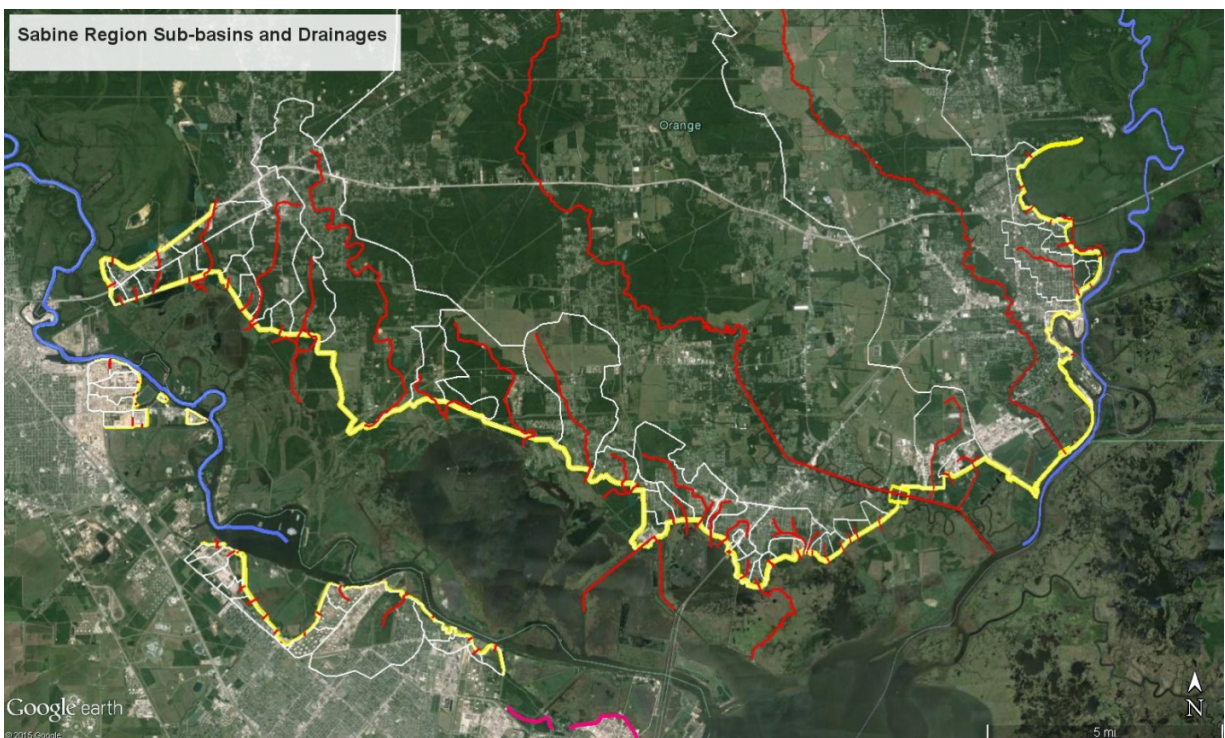 Sabine Region Sub-basins and Drainages
Orange
Google earth
© 2015 Google
N
5 mi